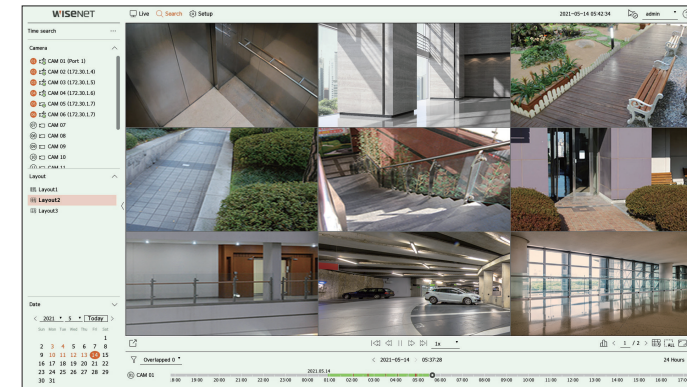 WISENET
Live Search Setup
2021-05-14 05:42:34 admin
Time search ...
Camera
CAM 01 (Port 1)
CAM 02 (172.30.1.4)
CAM 03 (172.30.1.5)
CAM 04 (172.30.1.6)
CAM 05 (172.30.1.7)
CAM 06 (172.30.1.7)
07 CAM 07
08 CAM 08
09 CAM 09
10 CAM 10
CAM 11
Layout
Layout1
Layout2
Layout3
Date
< 2021 5 Today >
Sun Mon Tue Wed Thu Fri Sat
1
2 3 4 5 6 7 8
9 10 11 12 13 14 15
16 17 18 19 20 21 22
23 24 25 26 27 28 29
30 31
1x
< 1 / 2 >
Overlapped 0
< 2021-05-14 > 05:37:28
24 Hours
2021.05.14
01 CAM 01
18:00 19:00 20:00 21:00 22:00 23:00 00:00 01:00 02:00 03:00 04:00 05:00 06:00 07:00 08:00 09:00 10:00 11:00 12:00 13:00 14:00 15:00 16:00 17:0